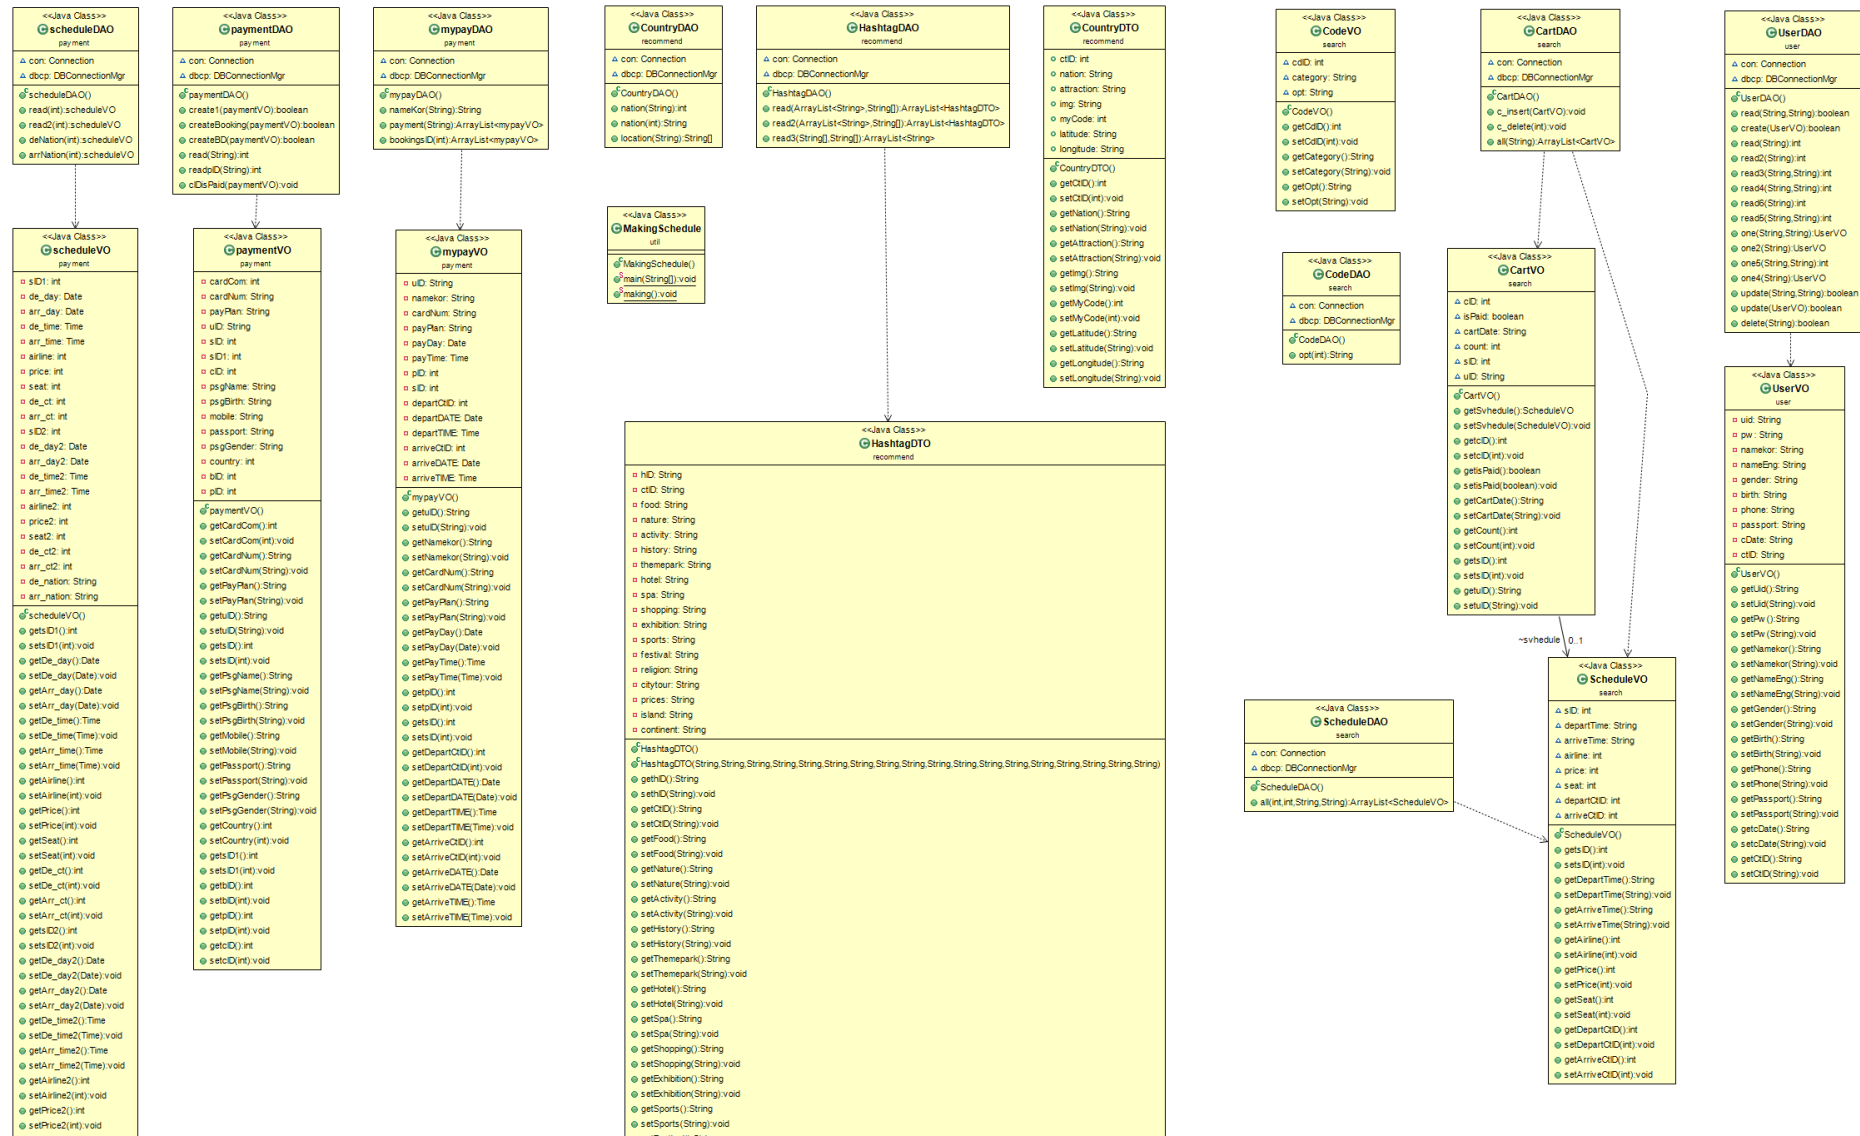 <<Java Class>>
scheduleDAO
payment
con: Connection
dbcp: DBConnectionMgr
scheduleDAO()
read(int):scheduleVO
read2(int):scheduleVO
deNation(int):scheduleVO
arrNation(int):scheduleVO
<<Java Class>>
paymentDAO
payment
con: Connection
dbcp: DBConnectionMgr
paymentDAO()
create1(paymentVO):boolean
createBooking(paymentVO):boolean
createBD(paymentVO):boolean
read(String):int
readpID(String):int
cIDisPaid(paymentVO):void
<<Java Class>>
mypayDAO
payment
con: Connection
dbcp: DBConnectionMgr
mypayDAO()
nameKor(String):String
payment(String):ArrayList<mypayVO>
bookingsID(int):ArrayList<mypayVO>
<<Java Class>>
CountryDAO
recommend
con: Connection
dbcp: DBConnectionMgr
CountryDAO()
nation(String):int
nation(int):String
location(String):String[]
<<Java Class>>
HashtagDAO
recommend
con: Connection
dbcp: DBConnectionMgr
HashtagDAO()
read(ArrayList<String>,String[]):ArrayList<HashtagDTO>
read2(ArrayList<String>,String[]):ArrayList<HashtagDTO>
read3(String[],String[]):ArrayList<String>
<<Java Class>>
CountryDTO
recommend
ctID: int
nation: String
attraction: String
img: String
myCode: int
latitude: String
longitude: String
CountryDTO()
getCtID():int
setCtID(int):void
getNation():String
setNation(String):void
getAttraction():String
setAttraction(String):void
getImg():String
setImg(String):void
getMyCode():int
setMyCode(int):void
getLatitude():String
setLatitude(String):void
getLongitude():String
setLongitude(String):void
<<Java Class>>
CodeVO
search
cdID: int
category: String
opt: String
CodeVO()
getCdID():int
setCdID(int):void
getCategory():String
setCategory(String):void
getOpt():String
setOpt(String):void
<<Java Class>>
CartDAO
search
con: Connection
dbcp: DBConnectionMgr
CartDAO()
c_insert(CartVO):void
c_delete(int):void
all(String):ArrayList<CartVO>
<<Java Class>>
UserDAO
user
con: Connection
dbcp: DBConnectionMgr
UserDAO()
read(String,String):boolean
create(UserVO):boolean
read(String):int
read2(String):int
read3(String,String):int
read4(String,String):int
read6(String):int
read5(String,String):int
one(String,String):UserVO
one2(String):UserVO
one5(String,String):int
one4(String):UserVO
update(String,String):boolean
update(UserVO):boolean
delete(String):boolean
<<Java Class>>
MakingSchedule
util
MakingSchedule()
main(String[]):void
making():void
<<Java Class>>
scheduleVO
payment
sID1: int
de_day: Date
arr_day: Date
de_time: Time
arr_time: Time
airline: int
price: int
seat: int
de_ct: int
arr_ct: int
sID2: int
de_day2: Date
arr_day2: Date
de_time2: Time
arr_time2: Time
airline2: int
price2: int
seat2: int
de_ct2: int
arr_ct2: int
de_nation: String
arr_nation: String
scheduleVO()
getsID1():int
setsID1(int):void
getDe_day():Date
setDe_day(Date):void
getArr_day():Date
setArr_day(Date):void
getDe_time():Time
setDe_time(Time):void
getArr_time():Time
setArr_time(Time):void
getAirline():int
setAirline(int):void
getPrice():int
setPrice(int):void
getSeat():int
setSeat(int):void
getDe_ct():int
setDe_ct(int):void
getArr_ct():int
setArr_ct(int):void
getsID2():int
setsID2(int):void
getDe_day2():Date
setDe_day2(Date):void
getArr_day2():Date
setArr_day2(Date):void
getDe_time2():Time
setDe_time2(Time):void
getArr_time2():Time
setArr_time2(Time):void
getAirline2():int
setAirline2(int):void
getPrice2():int
setPrice2(int):void
<<Java Class>>
paymentVO
payment
cardCom: int
cardNum: String
payPlan: String
uID: String
sID: int
sID1: int
cID: int
psgName: String
psgBirth: String
mobile: String
passport: String
psgGender: String
country: int
bID: int
pID: int
paymentVO()
getCardCom():int
setCardCom(int):void
getCardNum():String
setCardNum(String):void
getPayPlan():String
setPayPlan(String):void
getuID():String
setuID(String):void
getsID():int
setsID(int):void
getPsgName():String
setPsgName(String):void
getPsgBirth():String
setPsgBirth(String):void
getMobile():String
setMobile(String):void
getPassport():String
setPassport(String):void
getPsgGender():String
setPsgGender(String):void
getCountry():int
setCountry(int):void
getsID1():int
setsID1(int):void
getbID():int
setbID(int):void
getpID():int
setpID(int):void
getcID():int
setcID(int):void
<<Java Class>>
mypayVO
payment
uID: String
namekor: String
cardNum: String
payPlan: String
payDay: Date
payTime: Time
pID: int
sID: int
departCtID: int
departDATE: Date
departTIME: Time
arriveCtID: int
arriveDATE: Date
arriveTIME: Time
mypayVO()
getuID():String
setuID(String):void
getNamekor():String
setNamekor(String):void
getCardNum():String
setCardNum(String):void
getPayPlan():String
setPayPlan(String):void
getPayDay():Date
setPayDay(Date):void
getPayTime():Time
setPayTime(Time):void
getpID():int
setpID(int):void
getsID():int
setsID(int):void
getDepartCtID():int
setDepartCtID(int):void
getDepartDATE():Date
setDepartDATE(Date):void
getDepartTIME():Time
setDepartTIME(Time):void
getArriveCtID():int
setArriveCtID(int):void
getArriveDATE():Date
setArriveDATE(Date):void
getArriveTIME():Time
setArriveTIME(Time):void
<<Java Class>>
HashtagDTO
recommend
hID: String
ctID: String
food: String
nature: String
activity: String
history: String
themepark: String
hotel: String
spa: String
shopping: String
exhibition: String
sports: String
festival: String
religion: String
citytour: String
prices: String
island: String
continent: String
HashtagDTO()
HashtagDTO(String,String,String,String,String,String,String,String,String,String,String,String,String,String,String,String,String,String)
gethID():String
sethID(String):void
getCtID():String
setCtID(String):void
getFood():String
setFood(String):void
getNature():String
setNature(String):void
getActivity():String
setActivity(String):void
getHistory():String
setHistory(String):void
getThemepark():String
setThemepark(String):void
getHotel():String
setHotel(String):void
getSpa():String
setSpa(String):void
getShopping():String
setShopping(String):void
getExhibition():String
setExhibition(String):void
getSports():String
setSports(String):void
<<Java Class>>
CodeDAO
search
con: Connection
dbcp: DBConnectionMgr
CodeDAO()
opt(int):String
<<Java Class>>
CartVO
search
cID: int
isPaid: boolean
cartDate: String
count: int
sID: int
uID: String
CartVO()
getSvhedule():ScheduleVO
setSvhedule(ScheduleVO):void
getcID():int
setcID(int):void
getisPaid():boolean
setisPaid(boolean):void
getCartDate():String
setCartDate(String):void
getCount():int
setCount(int):void
getsID():int
setsID(int):void
getuID():String
setuID(String):void
~svhedule 0..1
<<Java Class>>
UserVO
user
uid: String
pw: String
namekor: String
nameEng: String
gender: String
birth: String
phone: String
passport: String
cDate: String
ctID: String
UserVO()
getUid():String
setUid(String):void
getPw():String
setPw(String):void
getNamekor():String
setNamekor(String):void
getNameEng():String
setNameEng(String):void
getGender():String
setGender(String):void
getBirth():String
setBirth(String):void
getPhone():String
setPhone(String):void
getPassport():String
setPassport(String):void
getcDate():String
setcDate(String):void
getCtID():String
setCtID(String):void
<<Java Class>>
ScheduleDAO
search
con: Connection
dbcp: DBConnectionMgr
ScheduleDAO()
all(int,int,String,String):ArrayList<ScheduleVO>
<<Java Class>>
ScheduleVO
search
sID: int
departTime: String
arriveTime: String
airline: int
price: int
seat: int
departCtID: int
arriveCtID: int
ScheduleVO()
getsID():int
setsID(int):void
getDepartTime():String
setDepartTime(String):void
getArriveTime():String
setArriveTime(String):void
getAirline():int
setAirline(int):void
getPrice():int
setPrice(int):void
getSeat():int
setSeat(int):void
getDepartCtID():int
setDepartCtID(int):void
getArriveCtID():int
setArriveCtID(int):void